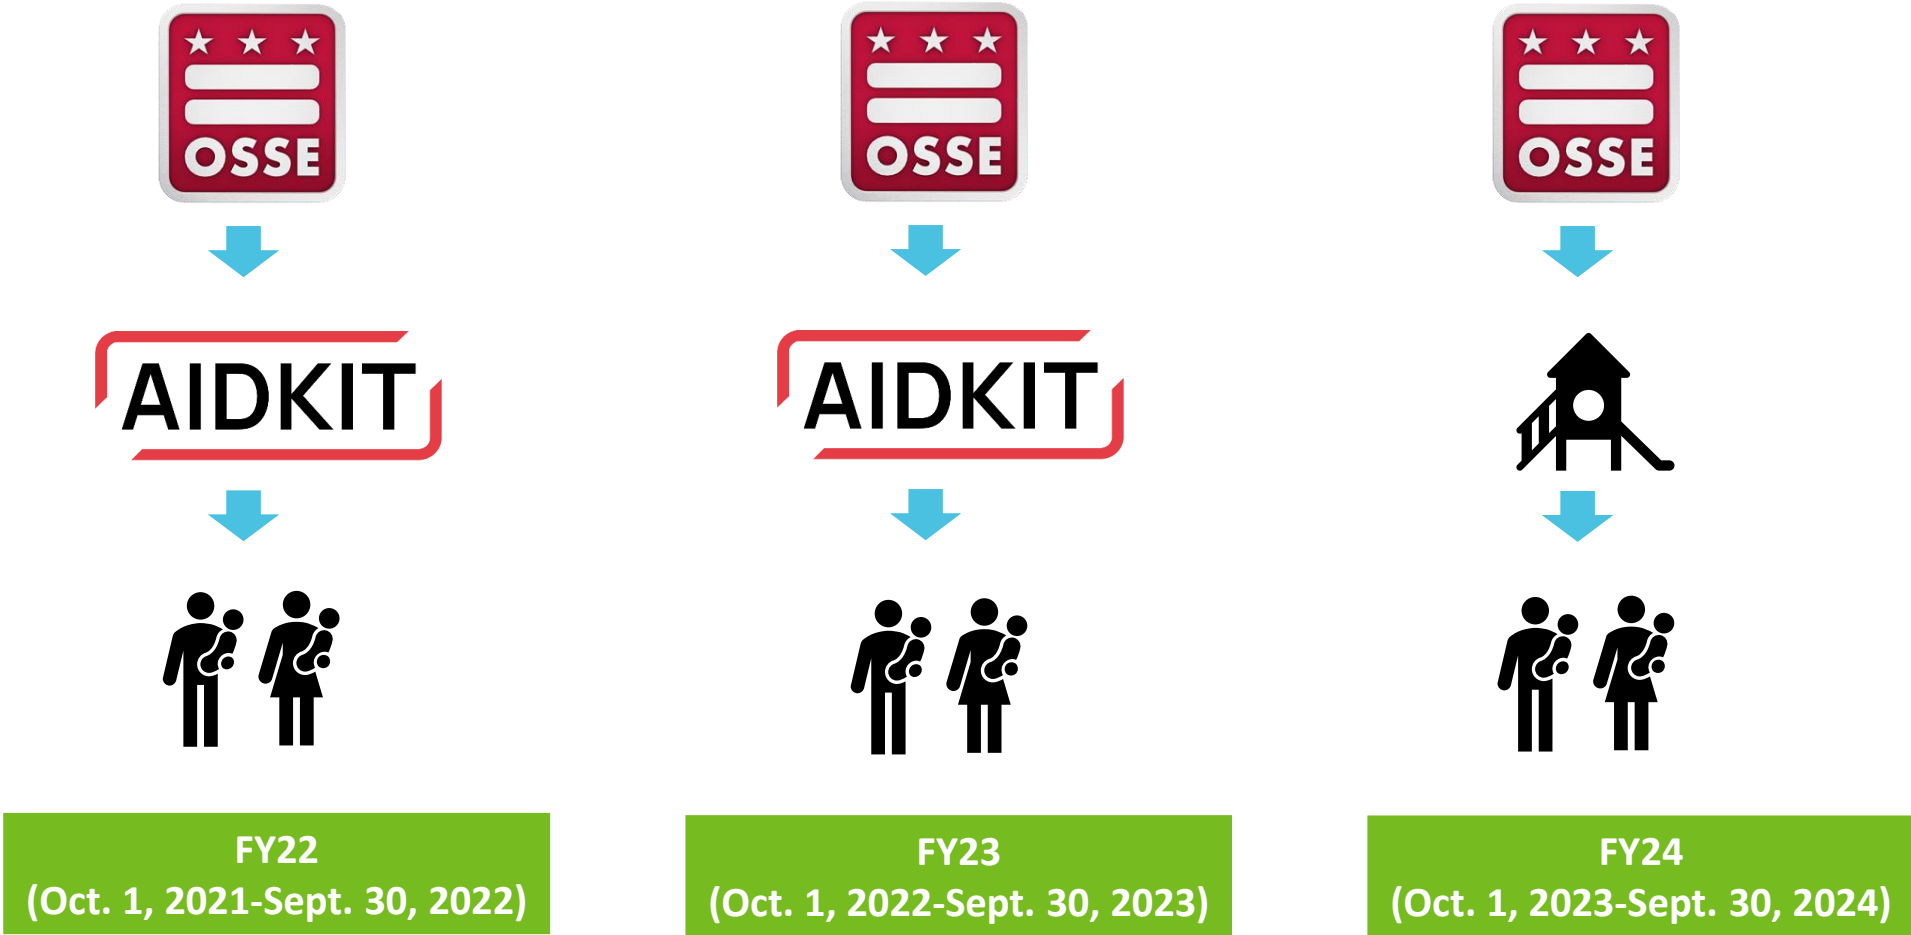 OSSE
OSSE
OSSE
AIDKIT
AIDKIT
FY22
(Oct. 1, 2021-Sept. 30, 2022)
FY23
(Oct. 1, 2022-Sept. 30, 2023)
FY24
(Oct. 1, 2023-Sept. 30, 2024)